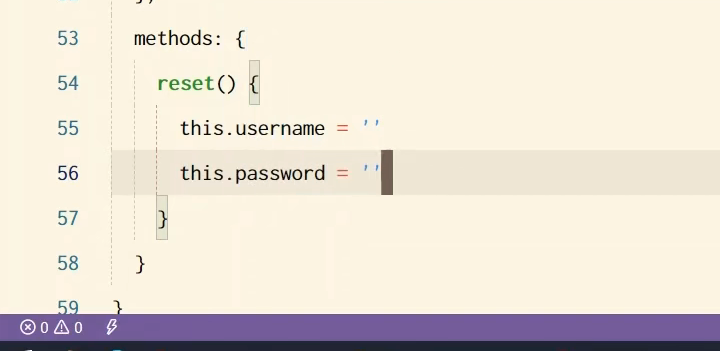 53 methods: {
54 reset() {
55 this.username = ''
56 this.password = ''
57 }
58 }
59 }
0 0